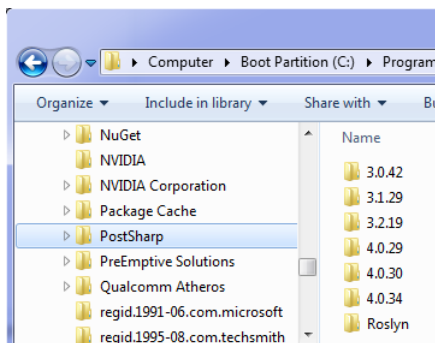 Computer Boot Partition (C:) Program
Organize Include in library Share with B
Name
NuGet
NVIDIA
NVIDIA Corporation
Package Cache
PostSharp
PreEmptive Solutions
Qualcomm Atheros
regid.1991-06.com.microsoft
regid.1995-08.com.techsmith
3.0.42
3.1.29
3.2.19
4.0.29
4.0.30
4.0.34
Roslyn